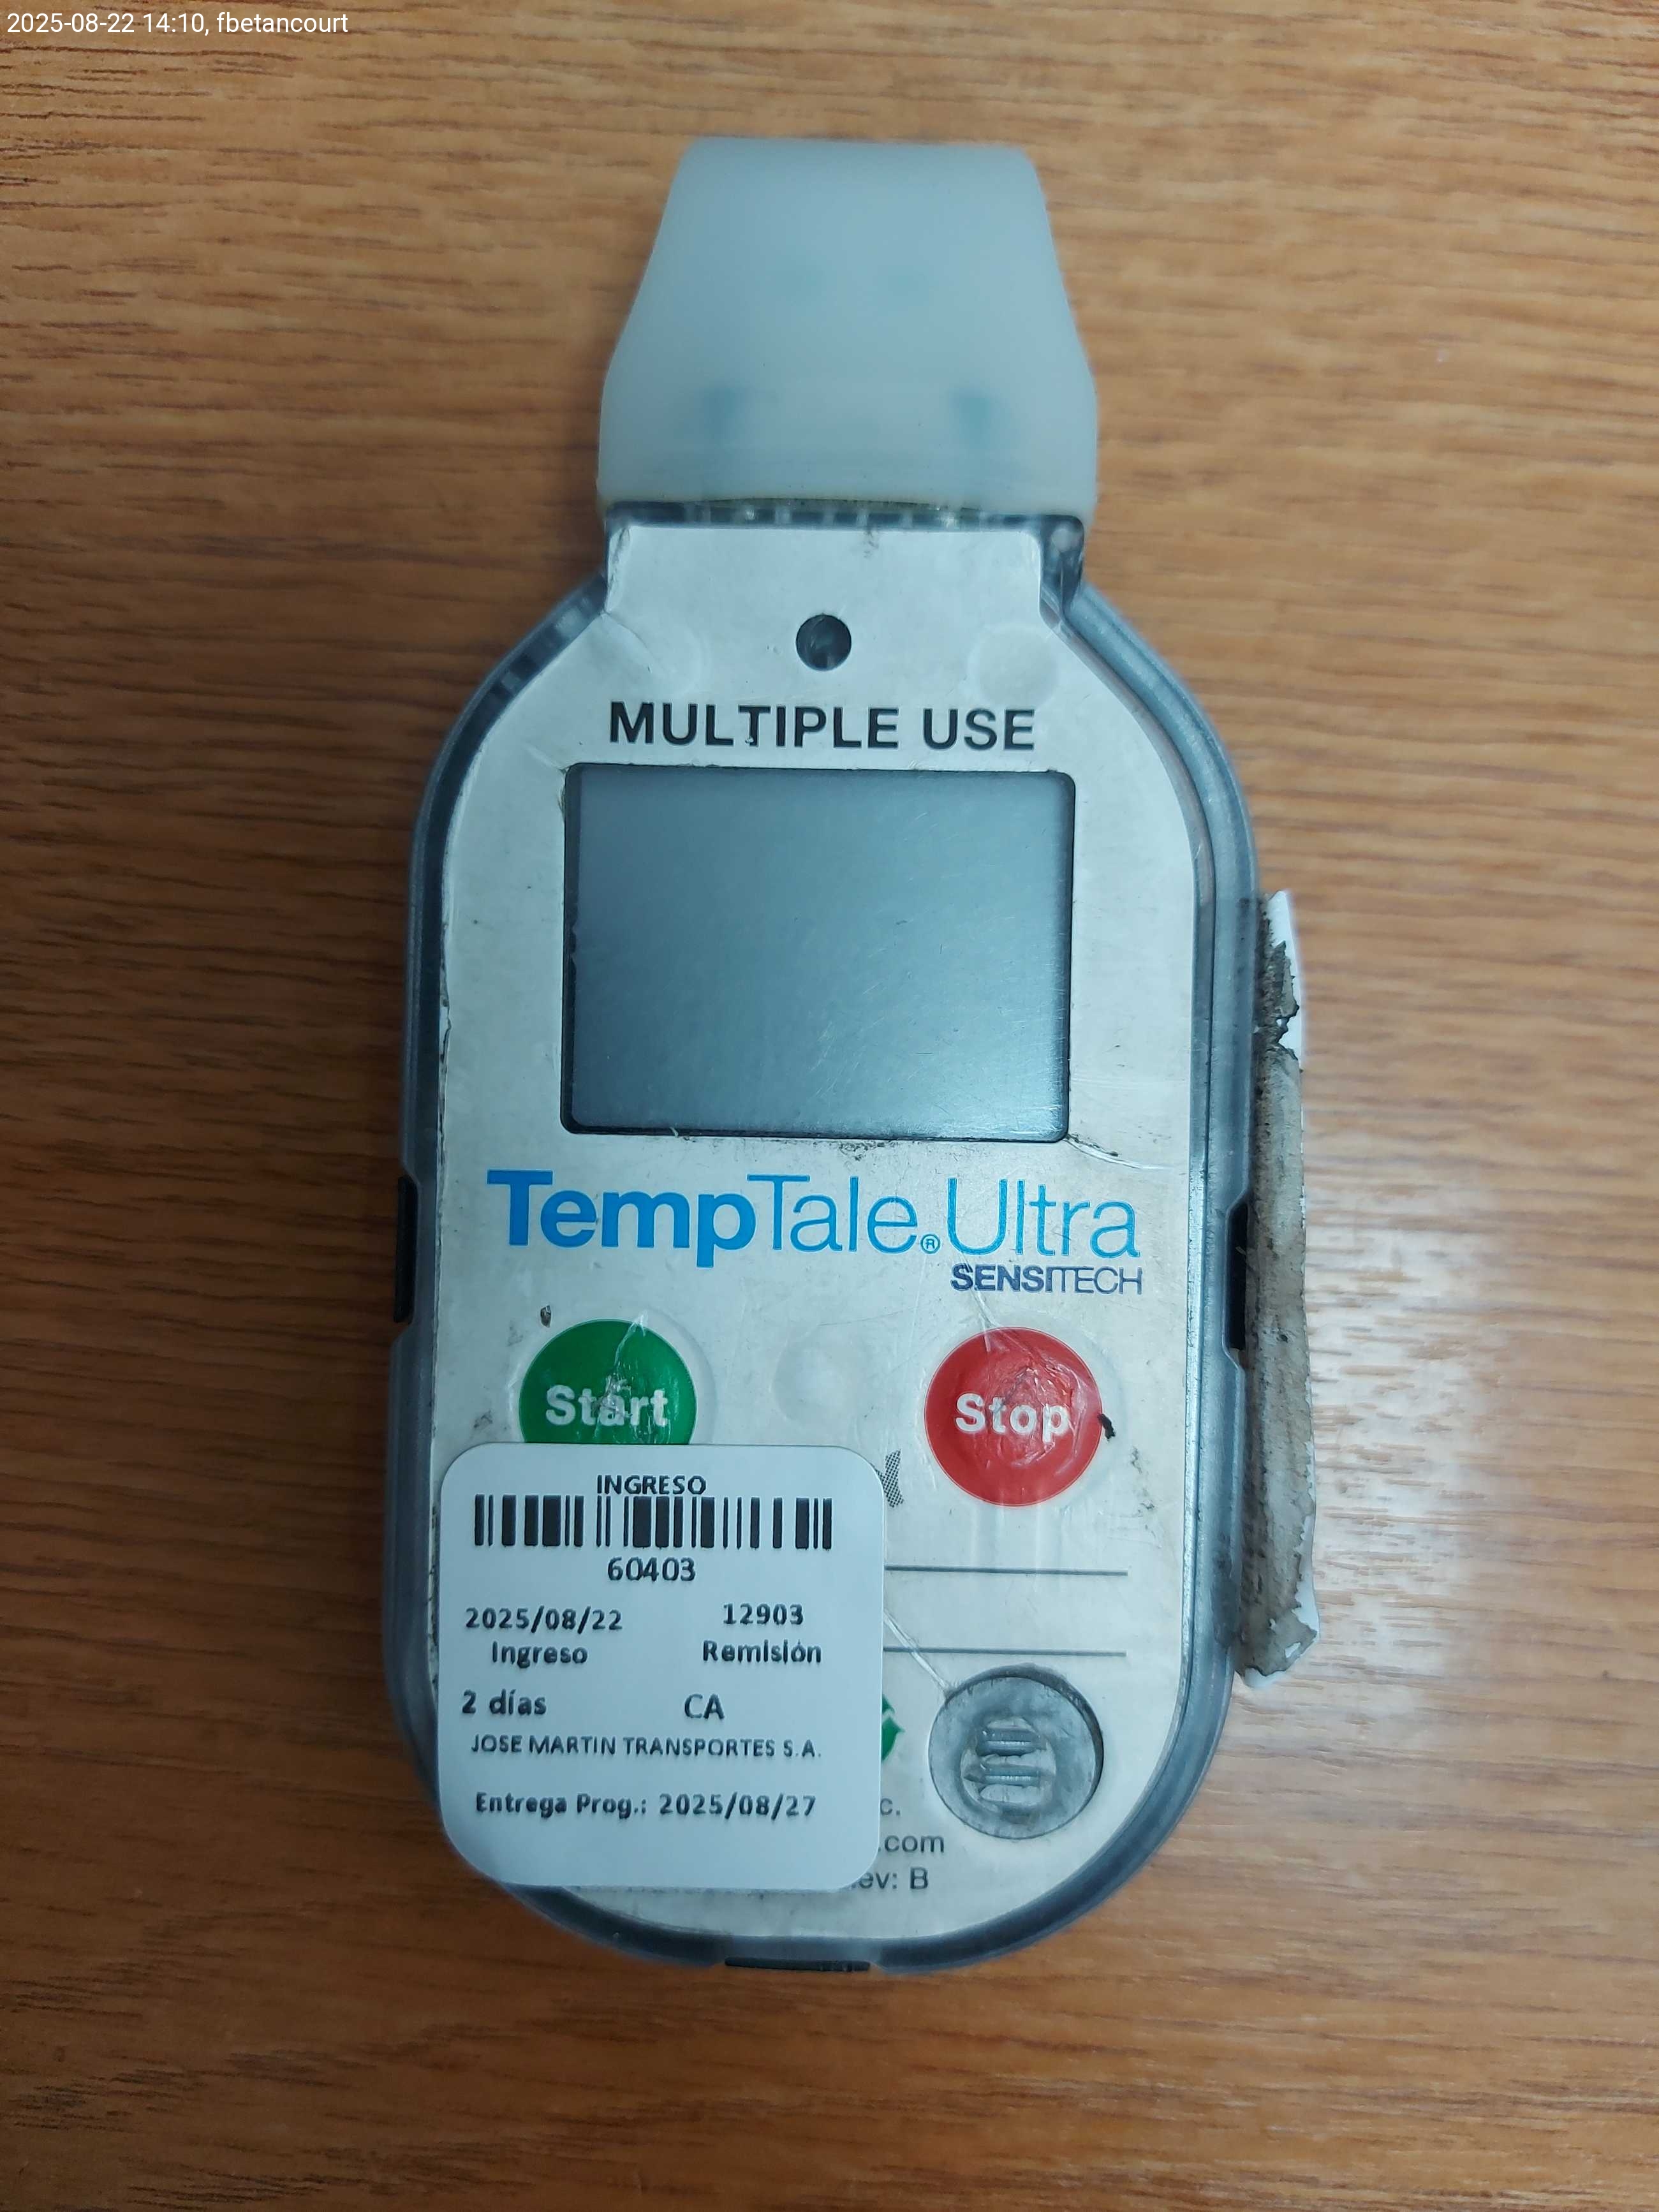 2025-08-22 14:10, fbetancourt
MULTIPLE USE
TempTale®Ultra
SENSITECH
Start
Stop
INGRESO
60403
2025/08/22 12903
Ingreso Remisión
2 días CA
JOSE MARTIN TRANSPORTES S.A.
Entrega Prog.: 2025/08/27
c.
.com
ev: B